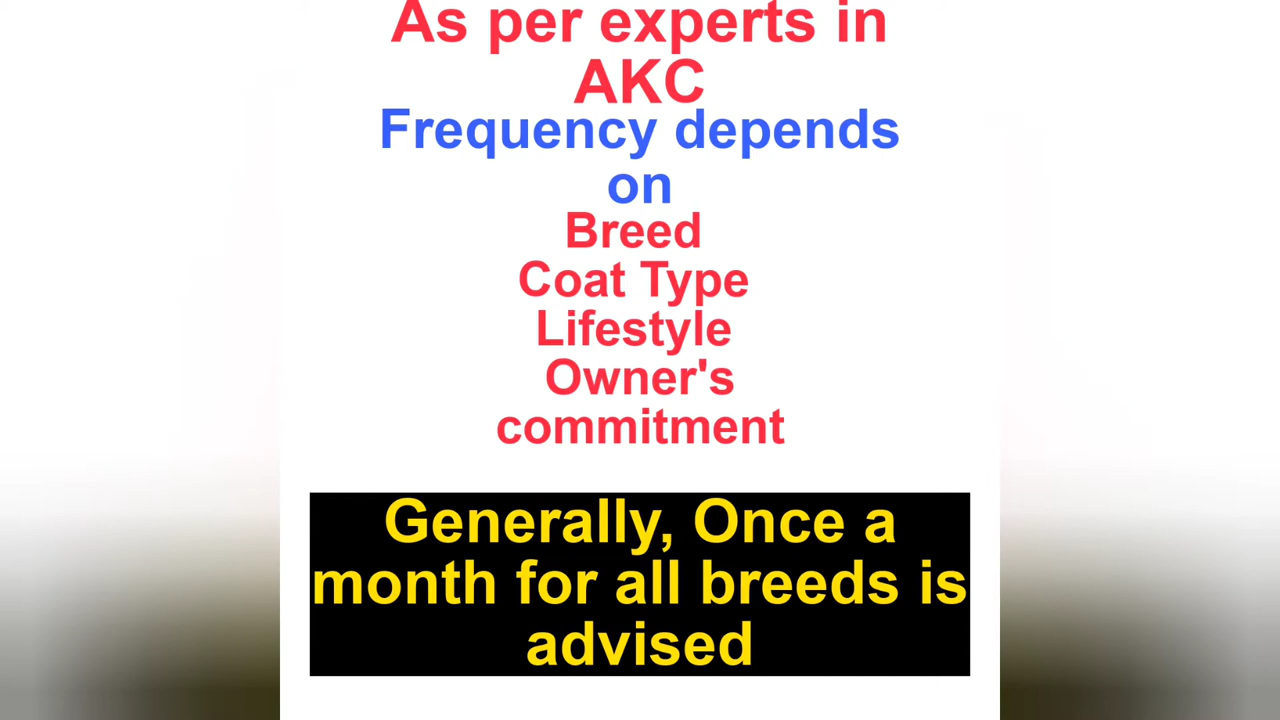 As per experts in
AKC
Frequency depends
on
Breed
Coat Type
Lifestyle
Owner's
commitment
Generally, Once a
month for all breeds is
advised